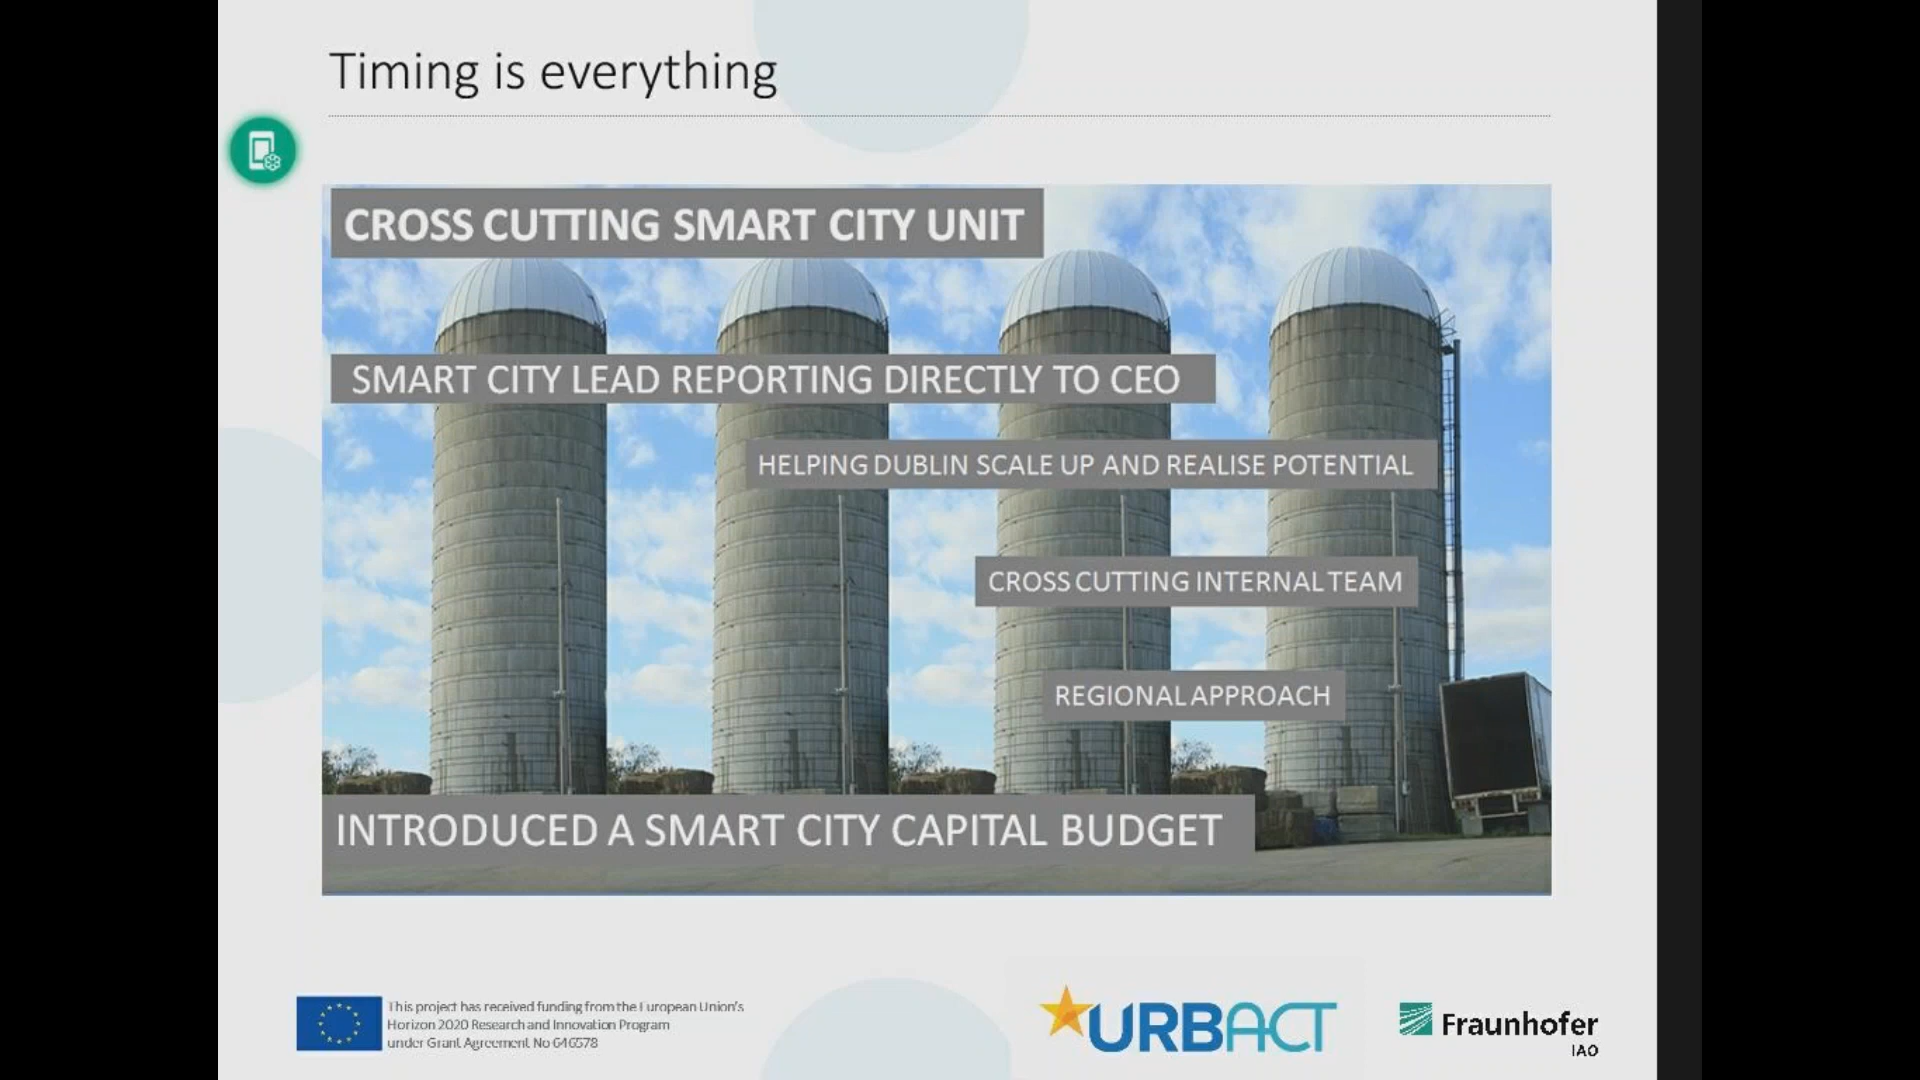 Timing is everything
CROSS CUTTING SMART CITY UNIT
SMART CITY LEAD REPORTING DIRECTLY TO CEO
HELPING DUBLIN SCALE UP AND REALISE POTENTIAL
CROSS CUTTING INTERNAL TEAM
REGIONAL APPROACH
INTRODUCED A SMART CITY CAPITAL BUDGET
This project has received funding from the European Union's
Horizon 2020 Research and Innovation Program
under Grant Agreement No 646578
URBACT
Fraunhofer
IAO